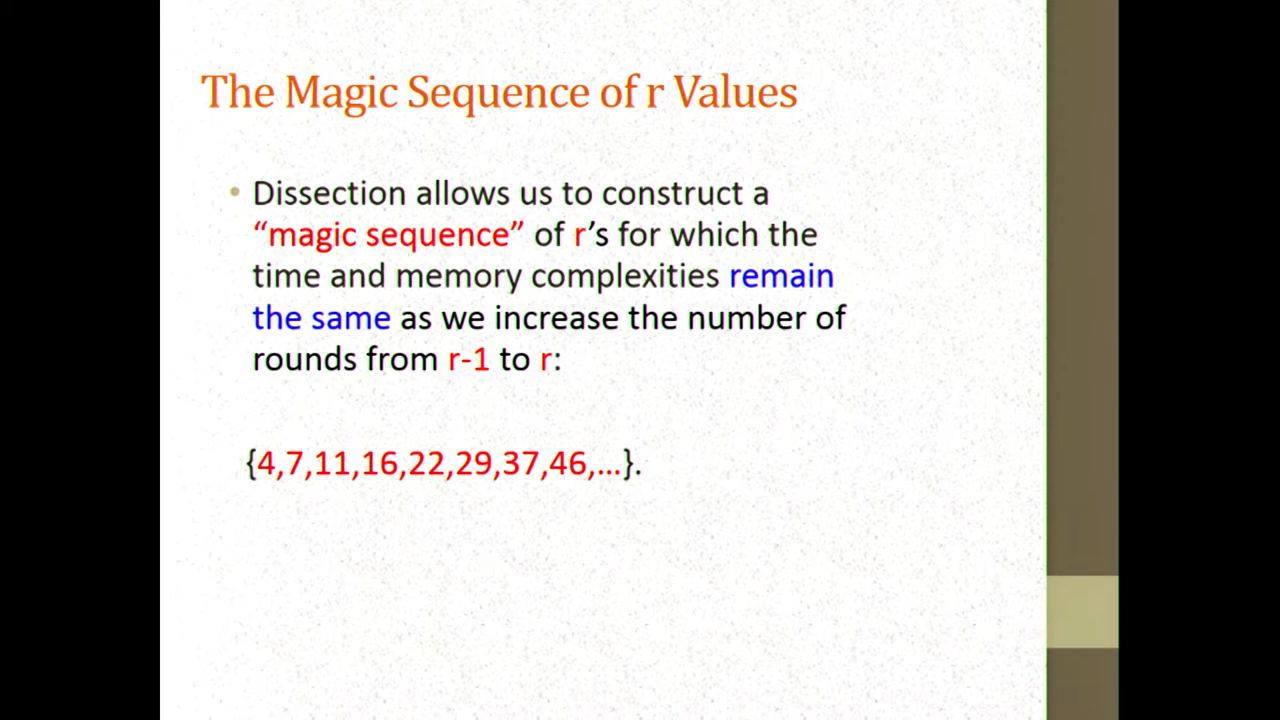 The Magic Sequence of r Values
• Dissection allows us to construct a
“magic sequence” of r’s for which the
time and memory complexities remain
the same as we increase the number of
rounds from r-1 to r:
{4,7,11,16,22,29,37,46,…}.